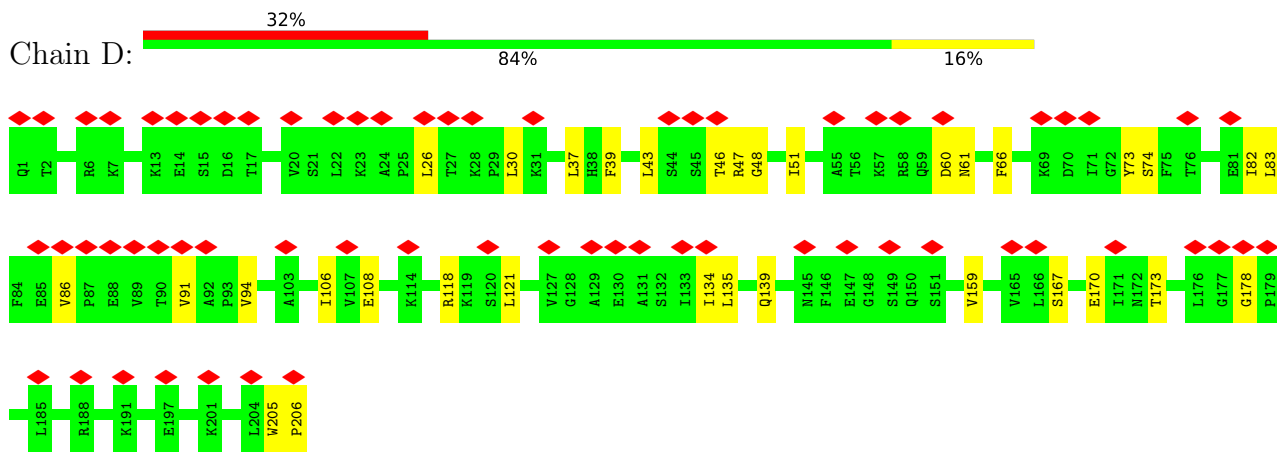 32%
Chain D:
84% 16%
Q1 T2 R6 K7 K13 E14 S15 D16 T17 V20 S21 L22 K23 A24 P25 L26 T27 K28 P29 L30 K31 L37 H38 F39 L43 S44 S45 T46 R47 G48 I51 A55 T56 K57 R58 Q59 D60 N61 F66 K69 D70 I71 G72 Y73 S74 F75 T76 E81 I82 L83
F84 E85 V86 P87 E88 V89 T90 V91 A92 P93 V94 A103 I106 V107 E108 K114 R118 K119 S120 L121 V127 G128 A129 E130 A131 S132 I133 I134 L135 Q139 N145 F146 E147 G148 S149 Q150 S151 V159 V165 L166 S167 E170 I171 N172 T173 L176 G177 G178 P179
L185 R188 K191 E197 K201 L204 W205 P206